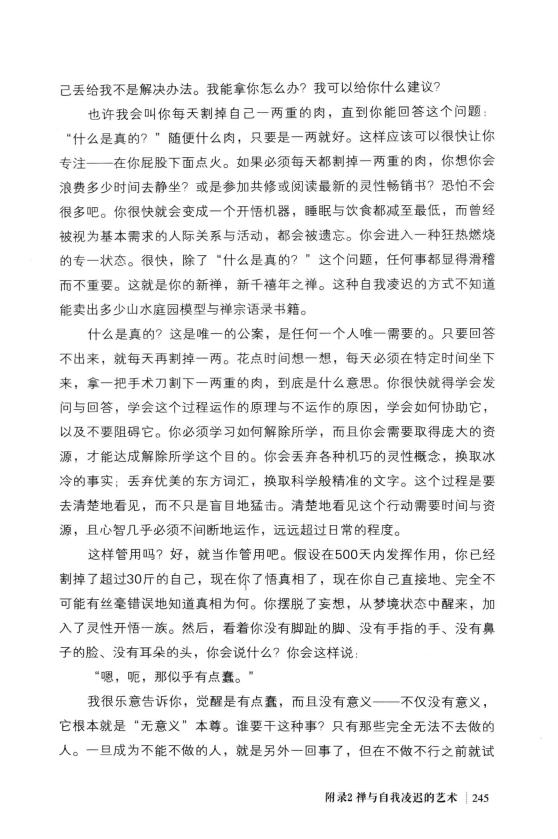 己丢给我不是解决办法。我能拿你怎么办？我可以给你什么建议？
也许我会叫你每天割掉自己一两重的肉，直到你能回答这个问题：
“什么是真的？”随便什么肉，只要是一两就好。这样应该可以很快让你
专注——在你屁股下面点火。如果必须每天都割掉一两重的肉，你想你会
浪费多少时间去静坐？或是参加共修或阅读最新的灵性畅销书？恐怕不会
很多吧。你很快就会变成一个开悟机器，睡眠与饮食都减至最低，而曾经
被视为基本需求的人际关系与活动，都会被遗忘。你会进入一种狂热燃烧
的专一状态。很快，除了“什么是真的？”这个问题，任何事都显得滑稽
而不重要。这就是你的新禅，新千禧年之禅。这种自我凌迟的方式不知道
能卖出多少山水庭园模型与禅宗语录书籍。
什么是真的？这是唯一的公案，是任何一个人唯一需要的。只要回答
不出来，就每天再割掉一两。花点时间想一想，每天必须在特定时间坐下
来，拿一把手术刀割下一两重的肉，到底是什么意思。你很快就得学会发
问与回答，学会这个过程运作的原理与不运作的原因，学会如何协助它，
以及不要阻碍它。你必须学习如何解除所学，而且你会需要取得庞大的资
源，才能达成解除所学这个目的。你会丢弃各种机巧的灵性概念，换取冰
冷的事实；丢弃优美的东方词汇，换取科学般精准的文字。这个过程是要
去清楚地看见，而不只是盲目地猛击。清楚地看见这个行动需要时间与资
源，且心智几乎必须不间断地运作，远远超过日常的程度。
这样管用吗？好，就当作管用吧。假设在500天内发挥作用，你已经
割掉了超过30斤的自己，现在你了悟真相了，现在你自己直接地、完全不
可能有丝毫错误地知道真相为何。你摆脱了妄想，从梦境状态中醒来，加
入了灵性开悟一族。然后，看着你没有脚趾的脚、没有手指的手、没有鼻
子的脸、没有耳朵的头，你会说什么？你会这样说：
“嗯，呃，那似乎有点蠢。”
我很乐意告诉你，觉醒是有点蠢，而且没有意义——不仅没有意义，
它根本就是“无意义”本尊。谁要干这种事？只有那些完全无法不去做的
人。一旦成为不能不做的人，就是另外一回事了，但在不做不行之前就试
附录2 禅与自我凌迟的艺术 | 245